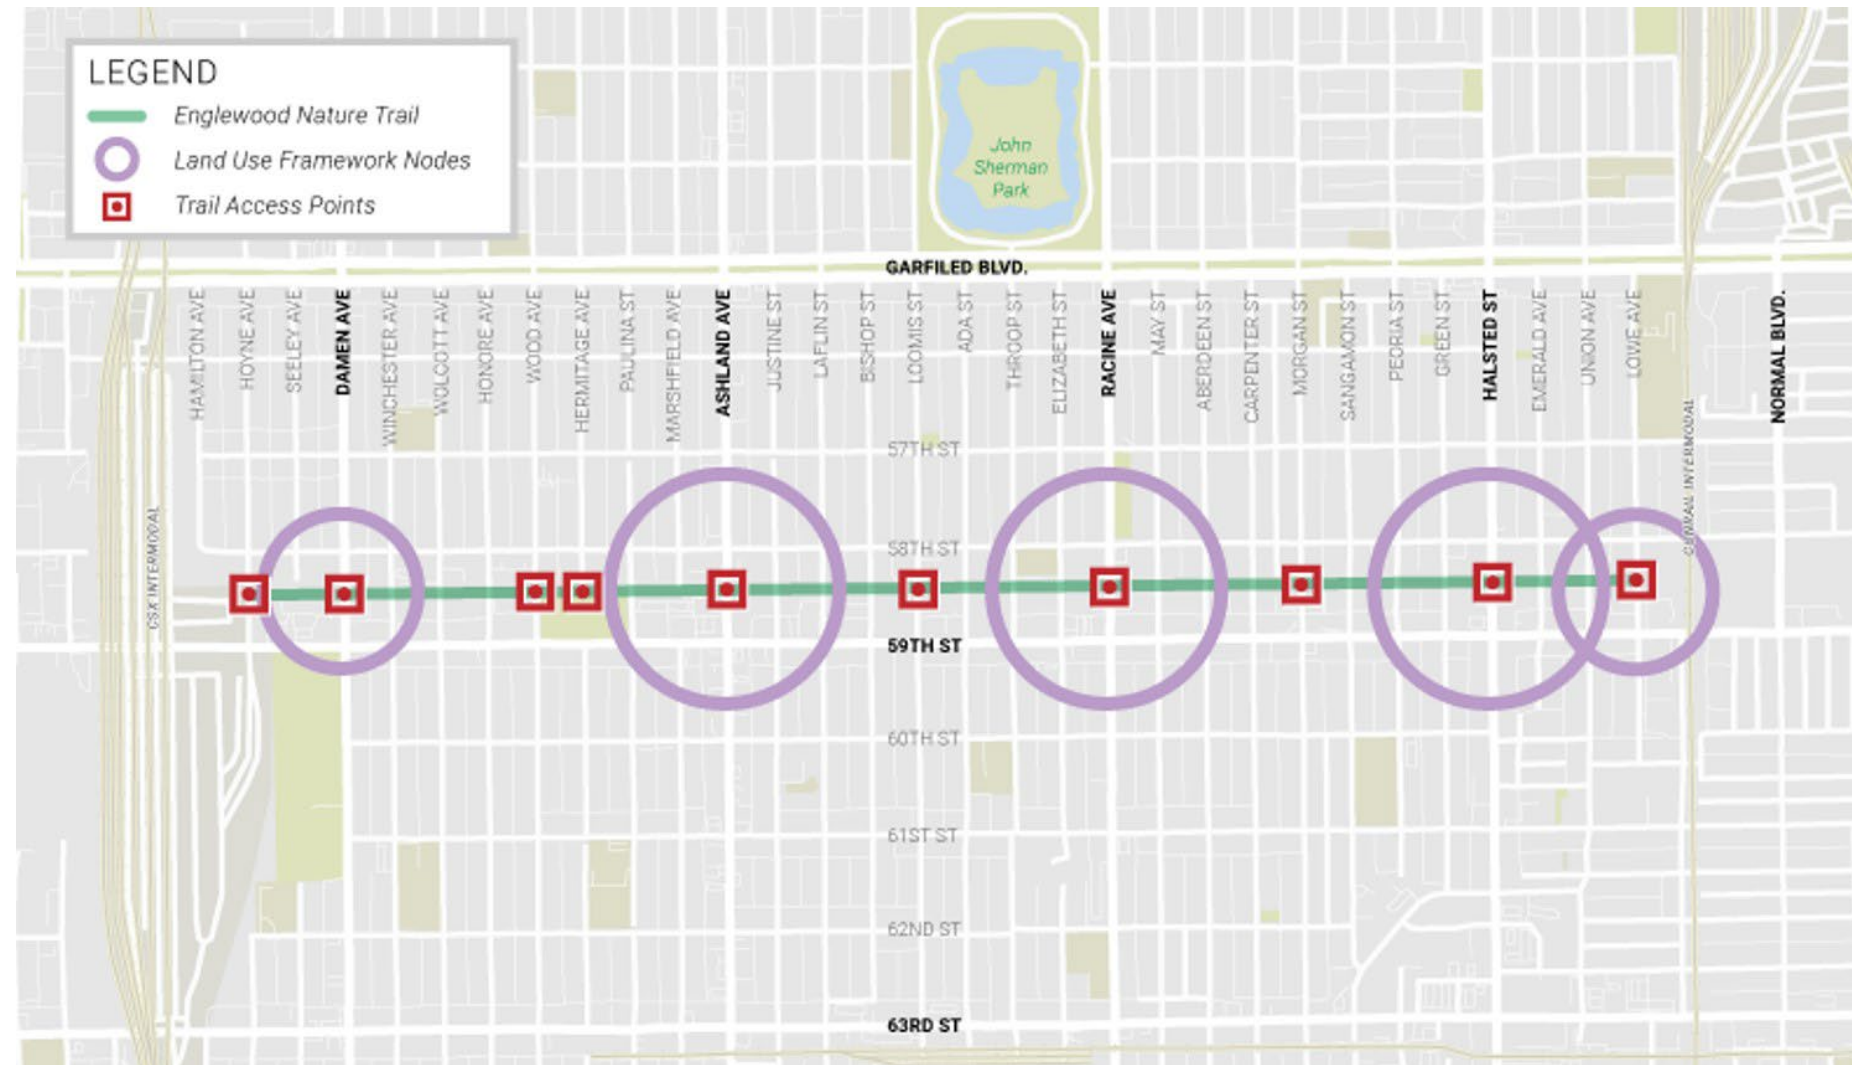 LEGEND
Englewood Nature Trail
Land Use Framework Nodes
Trail Access Points
John
Sherman
Park
GARFILED BLVD.
HAMILTON AVE
HOYNE AVE
SEELEY AVE
DAMEN AVE
WINCHESTER AVE
WOLCOTT AVE
HONORE AVE
WOOD AVE
HERMITAGE AVE
PAULINA ST
MARSHFIELD AVE
ASHLAND AVE
JUSTINE ST
LAFLIN ST
BISHOP ST
LOOMIS ST
ADA ST
THROOP ST
ELIZABETH ST
RACINE AVE
MAY ST
ABERDEEN ST
CARPENTER ST
MORGAN ST
SANGAMON ST
PEORIA ST
GREEN ST
HALSTED ST
EMERALD AVE
UNION AVE
LOWE AVE
NORMAL BLVD.
57TH ST
58TH ST
CSX INTERMODAL
CONRAIL INTERMODAL
59TH ST
60TH ST
61ST ST
62ND ST
63RD ST